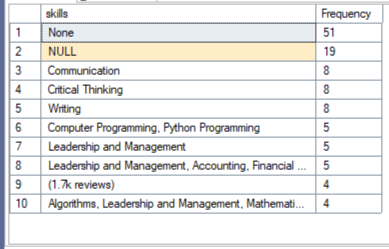 skills Frequency
1 None 51
2 NULL 19
3 Communication 8
4 Critical Thinking 8
5 Writing 8
6 Computer Programming, Python Programming 5
7 Leadership and Management 5
8 Leadership and Management, Accounting, Financial ... 5
9 (1.7k reviews) 4
10 Algorithms, Leadership and Management, Mathemati... 4